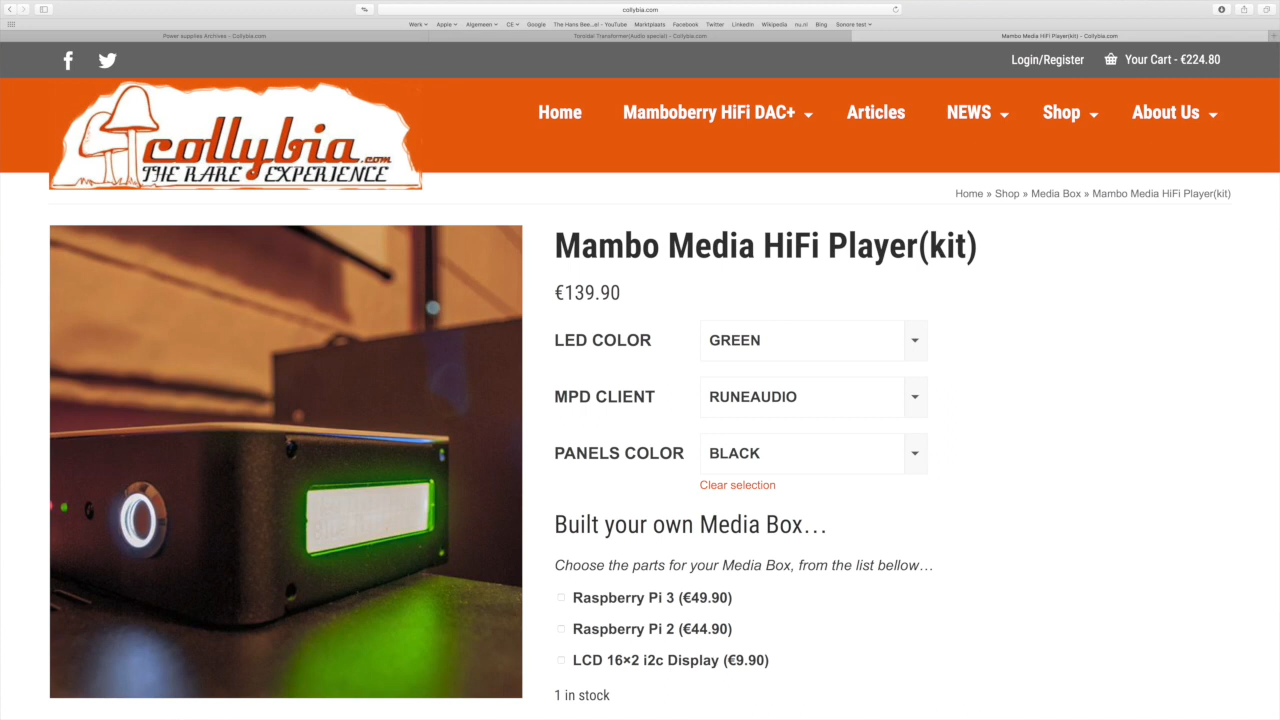 collybia.com
Werk Apple Algemeen CE Google The Hans Bee...el - YouTube Marktplaats Facebook Twitter LinkedIn Wikipedia nu.nl Bing Sonore test
Power supplies Archives - Collybia.com
Toroidal Transformer(Audio special) - Collybia.com
Mambo Media HiFi Player(kit) - Collybia.com
Login/Register Your Cart - €224.80
collybia.com
THE RARE EXPERIENCE
Home Mamboberry HiFi DAC+ Articles NEWS Shop About Us
Home » Shop » Media Box » Mambo Media HiFi Player(kit)
Mambo Media HiFi Player(kit)
€139.90
LED COLOR GREEN
MPD CLIENT RUNEAUDIO
PANELS COLOR BLACK
Clear selection
Built your own Media Box…
Choose the parts for your Media Box, from the list bellow…
Raspberry Pi 3 (€49.90)
Raspberry Pi 2 (€44.90)
LCD 16×2 i2c Display (€9.90)
1 in stock